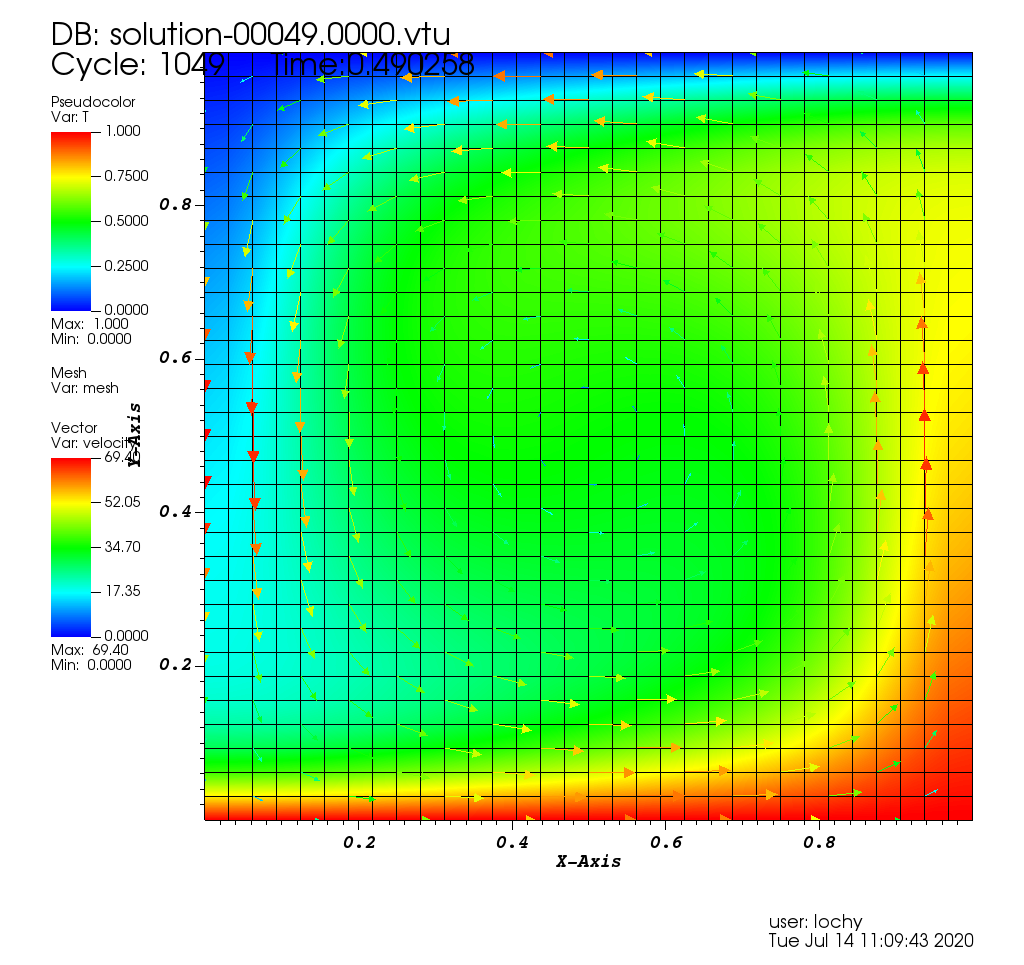 DB: solution-00049.0000.vtu
Cycle: 1049 Time:0.490258
Pseudocolor
Var: T
1.000
0.7500
0.5000
0.2500
0.0000
Max: 1.000
Min: 0.0000
Mesh
Var: mesh
Vector
Var: velocity
69.40
52.05
34.70
17.35
0.0000
Max: 69.40
Min: 0.0000
Y-Axis
0.8
0.6
0.4
0.2
0.2 0.4 0.6 0.8
X-Axis
user: lochy
Tue Jul 14 11:09:43 2020